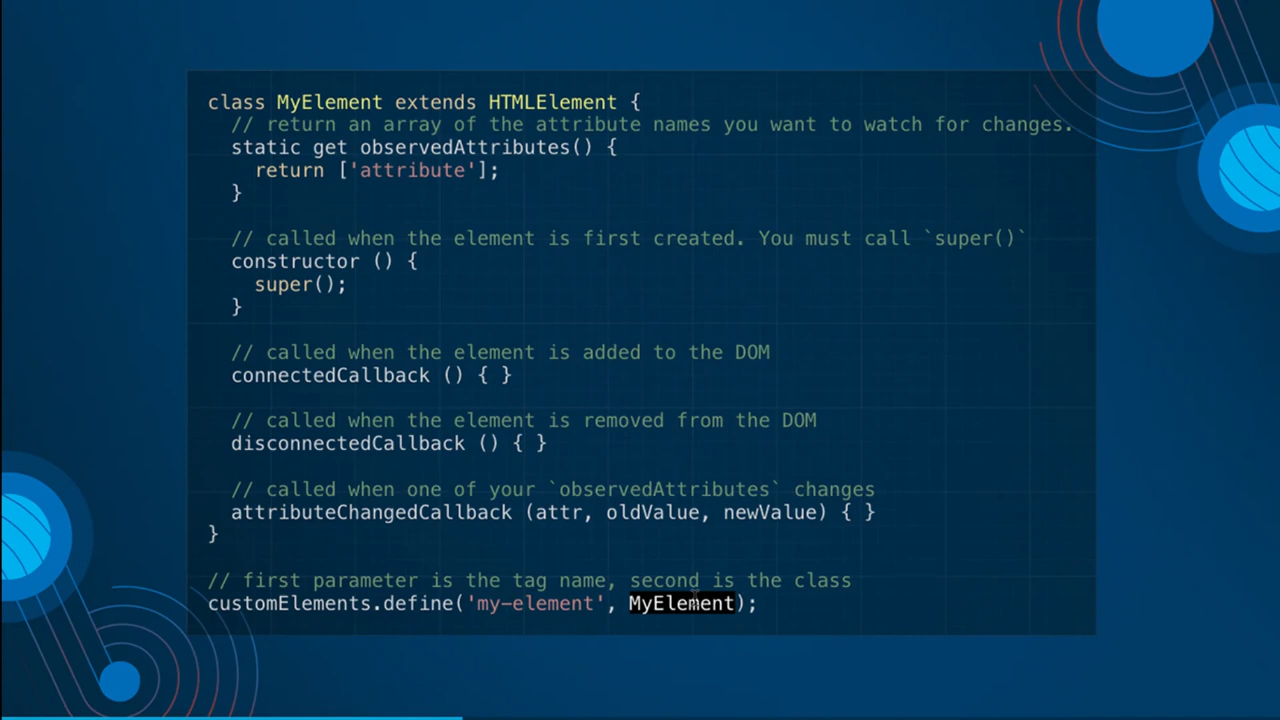 class MyElement extends HTMLElement {
  // return an array of the attribute names you want to watch for changes.
  static get observedAttributes() {
    return ['attribute'];
  }

  // called when the element is first created. You must call `super()`
  constructor () {
    super();
  }

  // called when the element is added to the DOM
  connectedCallback () { }

  // called when the element is removed from the DOM
  disconnectedCallback () { }

  // called when one of your `observedAttributes` changes
  attributeChangedCallback (attr, oldValue, newValue) { }
}

// first parameter is the tag name, second is the class
customElements.define('my-element', MyElement);